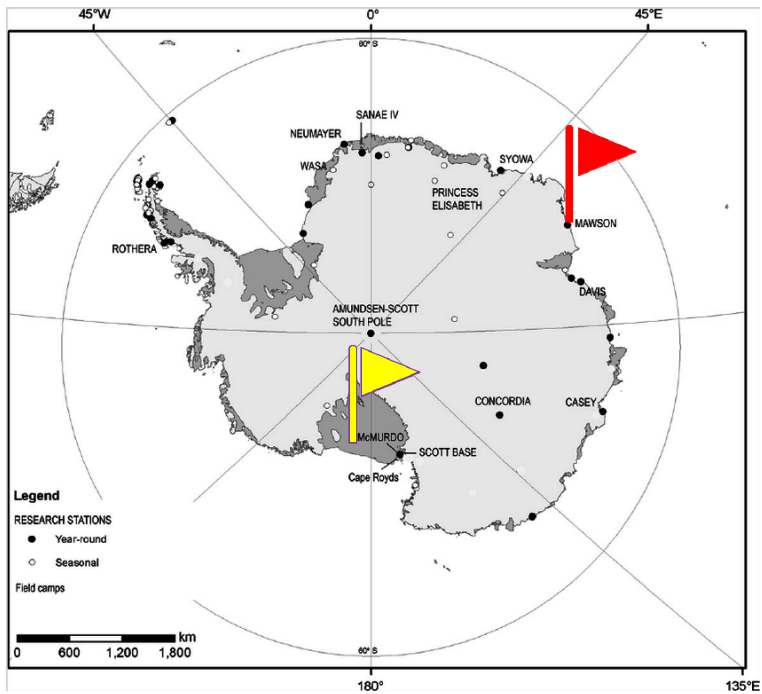 45°W
0°
45°E
60° S
SANAE IV
NEUMAYER
WASA
SYOWA
PRINCESS
ELISABETH
MAWSON
ROTHERA
DAVIS
AMUNDSEN-SCOTT
SOUTH POLE
CONCORDIA
CASEY
McMURDO
SCOTT BASE
Cape Royds
Legend
RESEARCH STATIONS
Year-round
Seasonal
Field camps
km
0 600 1,200 1,800
60° S
180°
135°E